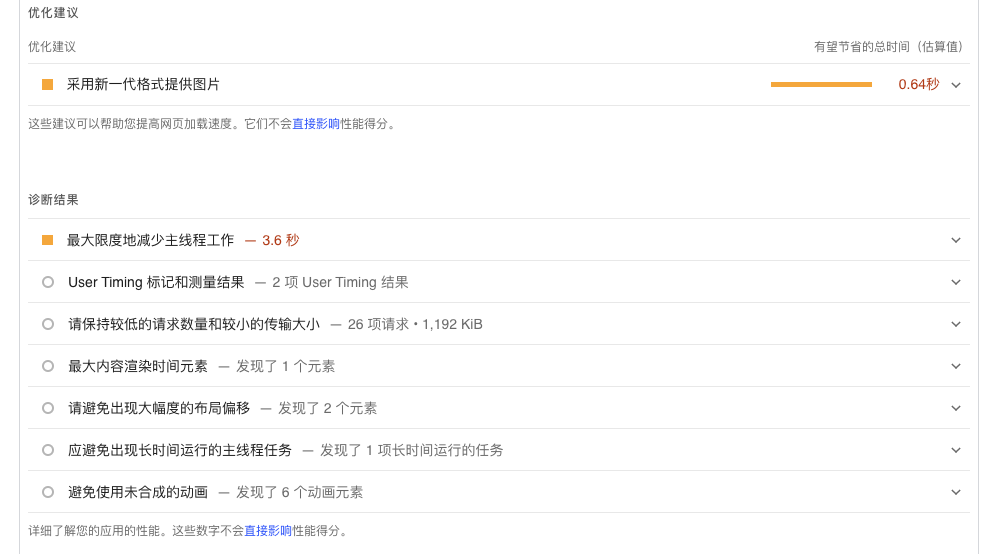 优化建议
优化建议 有望节省的总时间（估算值）
采用新一代格式提供图片 0.64秒
这些建议可以帮助您提高网页加载速度。它们不会直接影响性能得分。
诊断结果
最大限度地减少主线程工作 — 3.6 秒
User Timing 标记和测量结果 — 2 项 User Timing 结果
请保持较低的请求数量和较小的传输大小 — 26 项请求 • 1,192 KiB
最大内容渲染时间元素 — 发现了 1 个元素
请避免出现大幅度的布局偏移 — 发现了 2 个元素
应避免出现长时间运行的主线程任务 — 发现了 1 项长时间运行的任务
避免使用未合成的动画 — 发现了 6 个动画元素
详细了解您的应用的性能。这些数字不会直接影响性能得分。